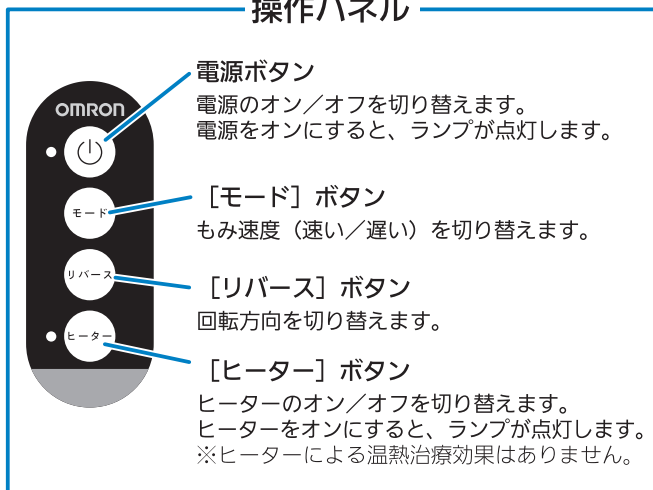 操作パネル
OMRON
モード
リバース
ヒーター
電源ボタン
電源のオン／オフを切り替えます。
電源をオンにすると、ランプが点灯します。
［モード］ボタン
もみ速度（速い／遅い）を切り替えます。
［リバース］ボタン
回転方向を切り替えます。
［ヒーター］ボタン
ヒーターのオン／オフを切り替えます。
ヒーターをオンにすると、ランプが点灯します。
※ヒーターによる温熱治療効果はありません。